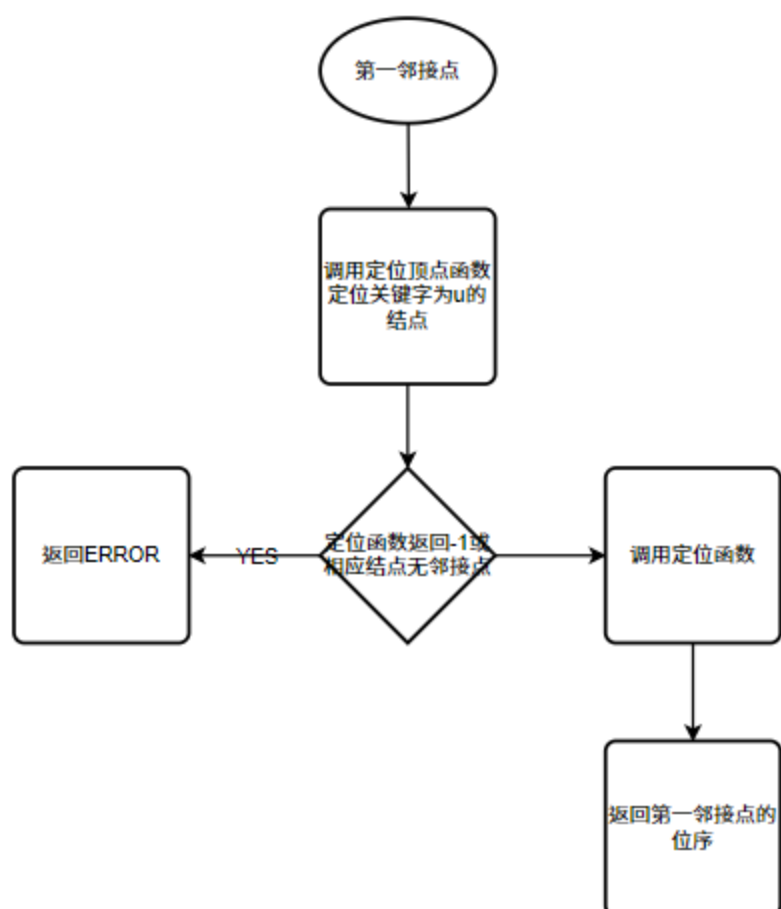 第一邻接点
调用定位顶点函数
定位关键字为u的
结点
定位函数返回-1或
相应结点无邻接点
YES
返回ERROR
调用定位函数
返回第一邻接点的
位序